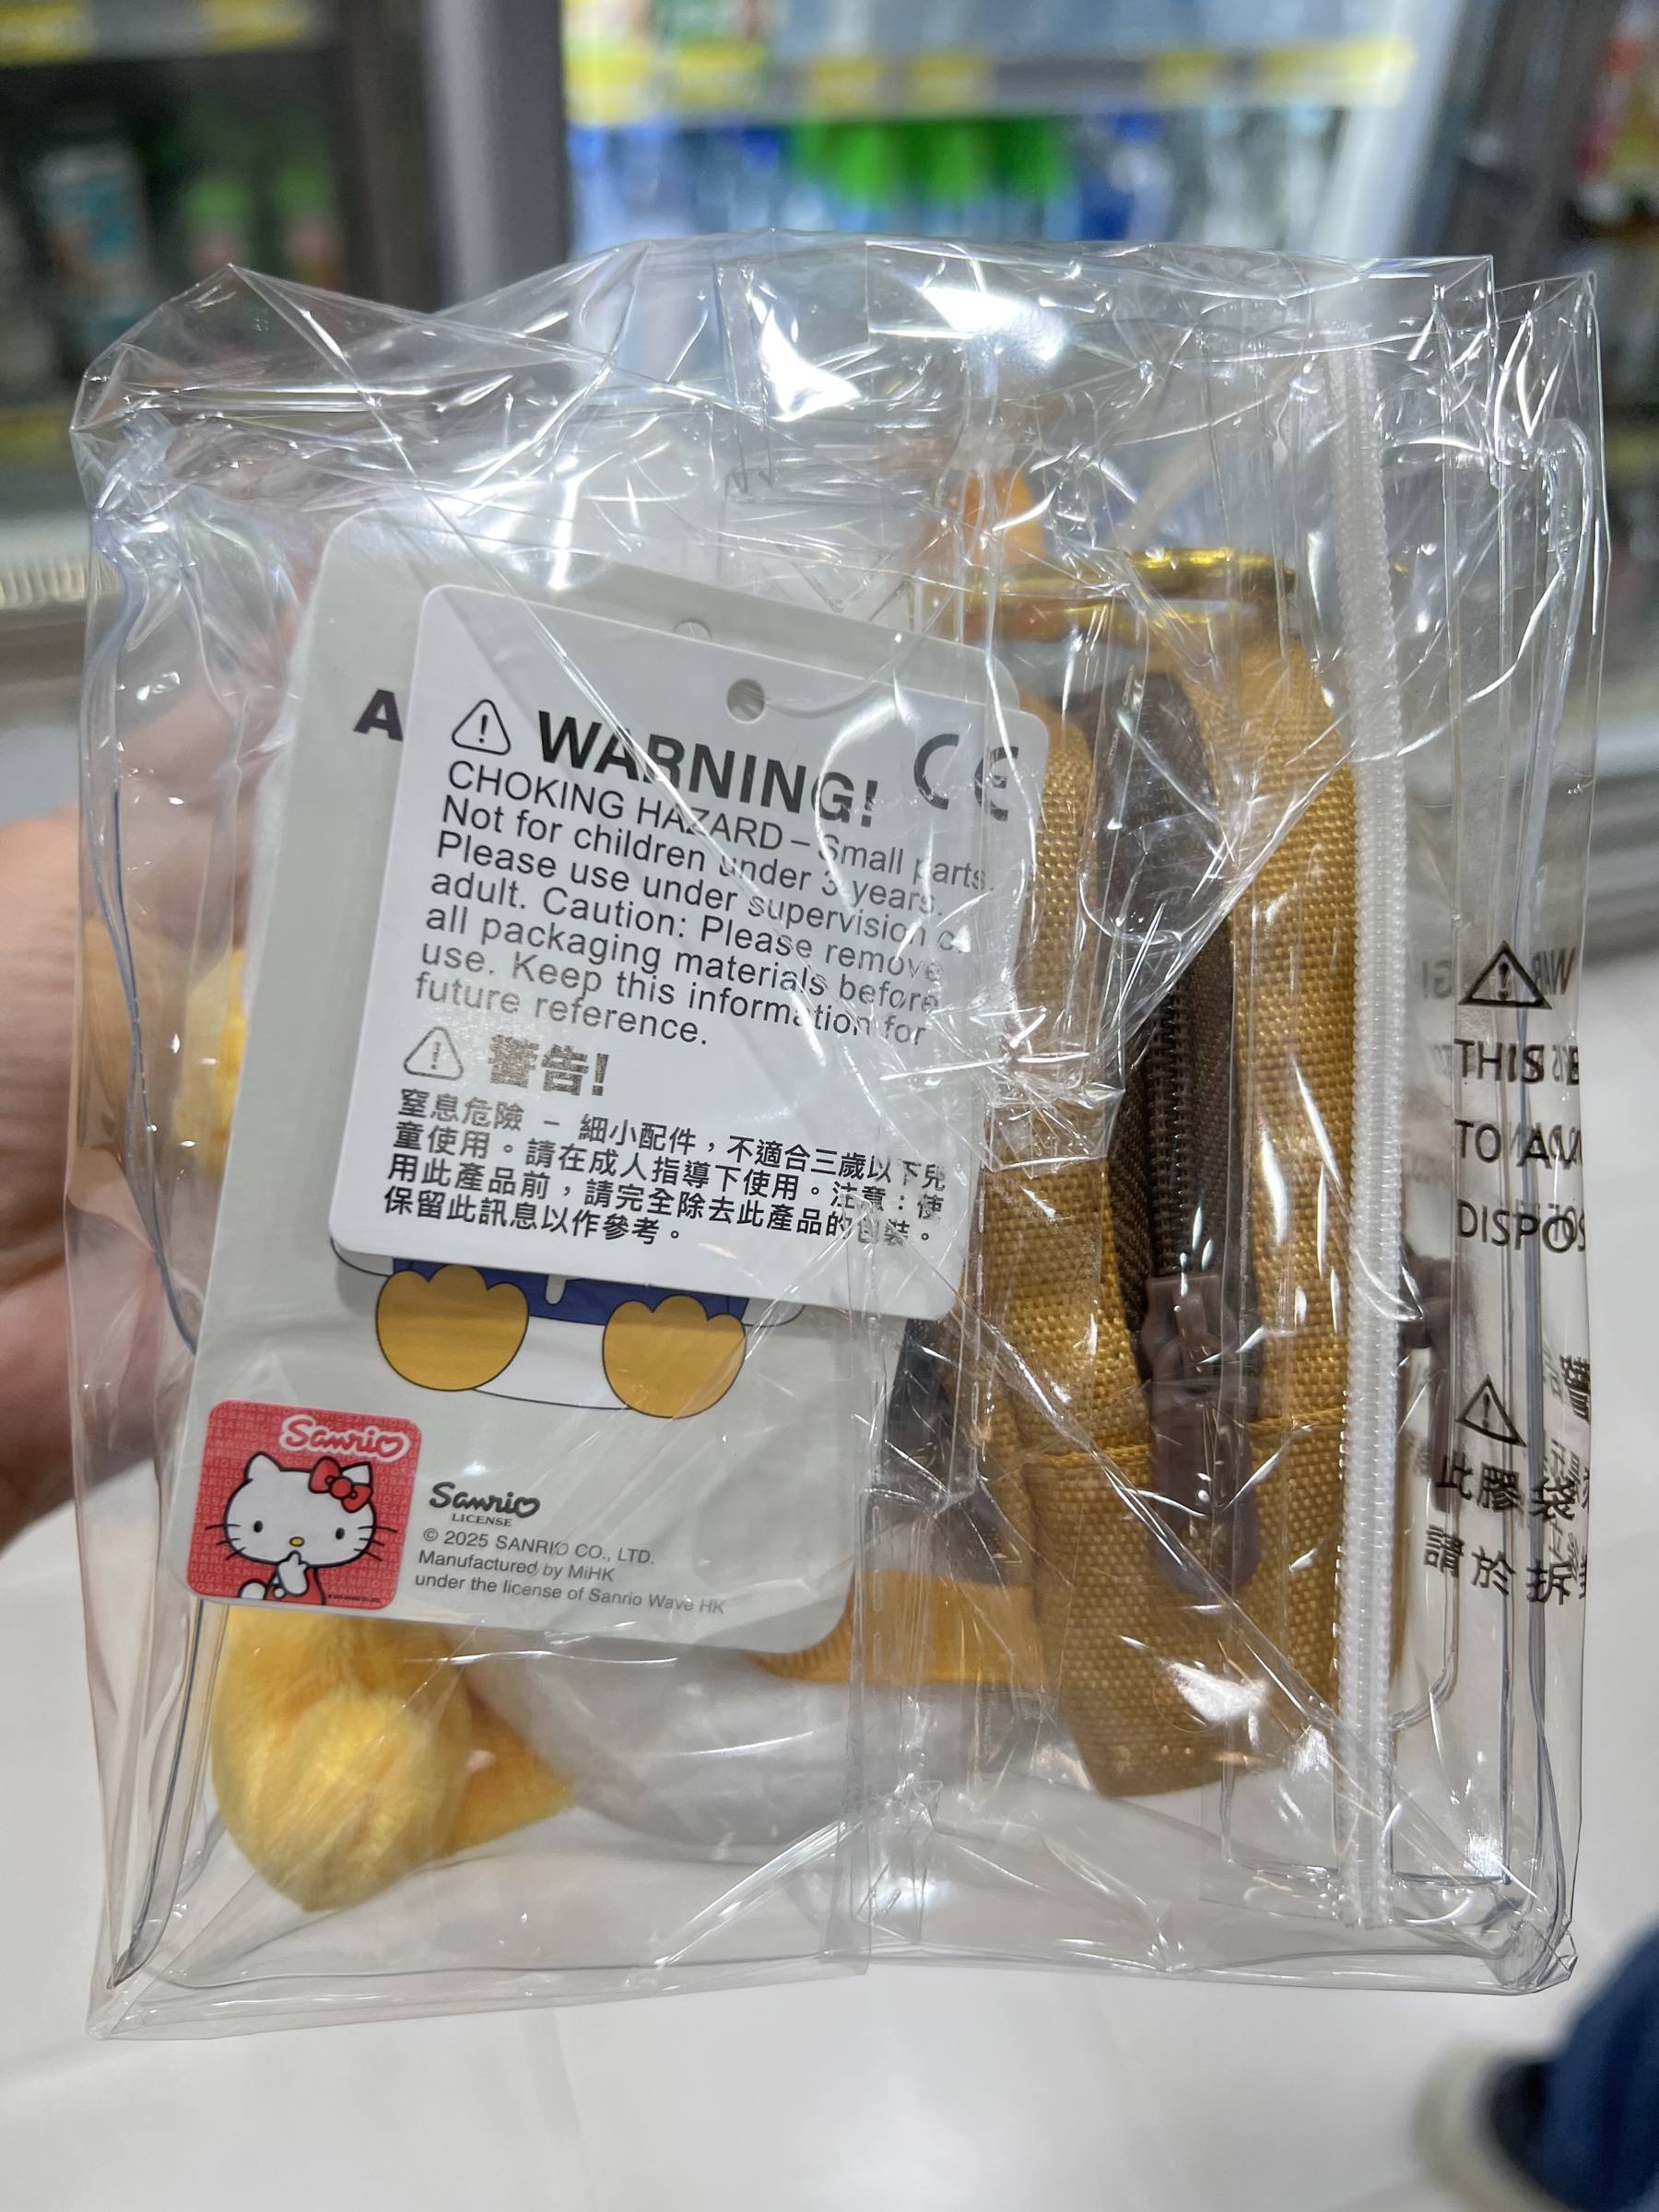 A
WARNING! CE
CHOKING HAZARD – Small parts.
Not for children under 3 years.
Please use under supervision of
adult. Caution: Please remove
all packaging materials before
use. Keep this information for
future reference.
警告!
窒息危險 – 細小配件，不適合三歲以下兒
童使用。請在成人指導下使用。注意：使
用此產品前，請完全除去此產品的包裝。
保留此訊息以作參考。
Sanrio
Sanrio
LICENSE
© 2025 SANRIO CO., LTD.
Manufactured by MiHK
under the license of Sanrio Wave HK
THIS
TO
DISPOS
此膠袋
請於拆